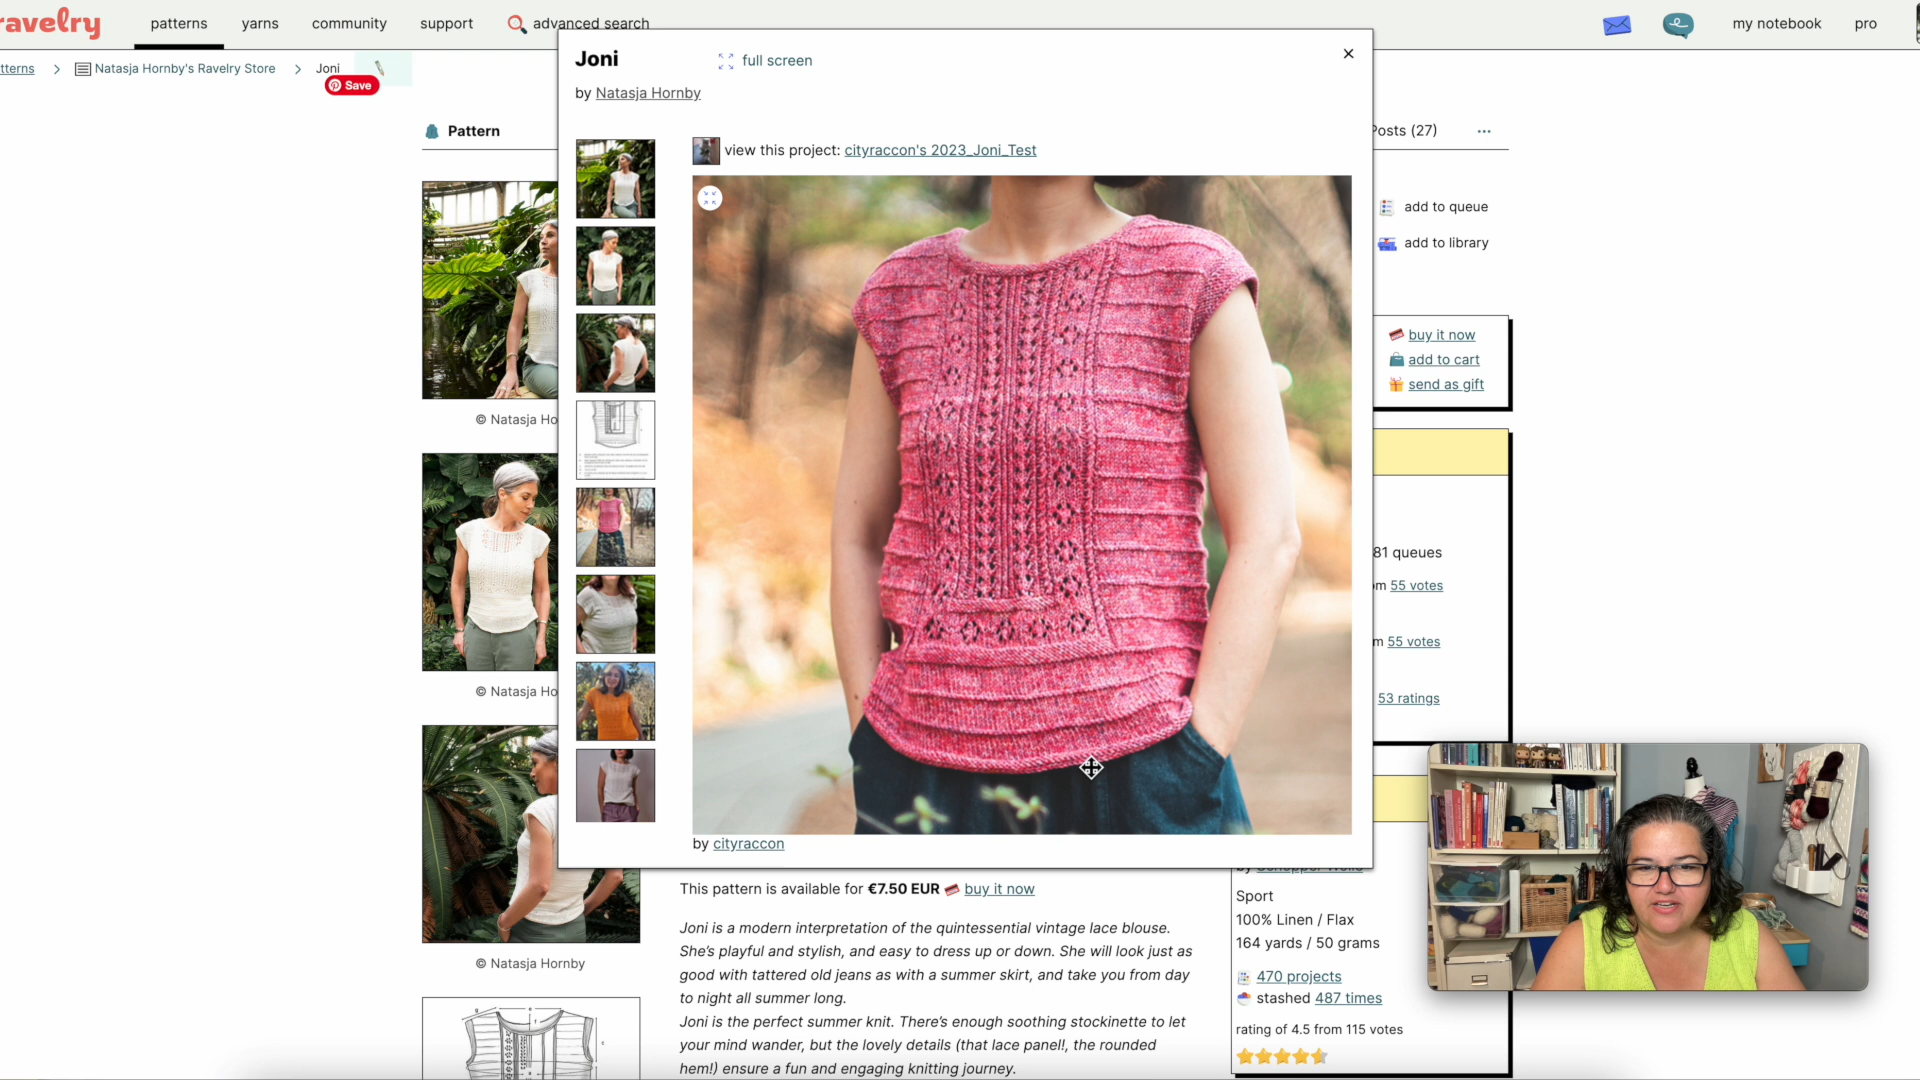 ravelry
patterns
yarns
community
support
advanced search
my notebook
pro
tterns > Natasja Hornby's Ravelry Store > Joni
Save
Joni
full screen
by Natasja Hornby
Pattern
Posts (27)
view this project: cityraccon's 2023_Joni_Test
add to queue
add to library
buy it now
add to cart
send as gift
© Natasja Ho
81 queues
om 55 votes
m 55 votes
53 ratings
© Natasja Ho
by cityraccon
This pattern is available for €7.50 EUR buy it now
Joni is a modern interpretation of the quintessential vintage lace blouse.
She's playful and stylish, and easy to dress up or down. She will look just as
good with tattered old jeans as with a summer skirt, and take you from day
to night all summer long.
Joni is the perfect summer knit. There's enough soothing stockinette to let
your mind wander, but the lovely details (that lace panel!, the rounded
hem!) ensure a fun and engaging knitting journey.
© Natasja Hornby
Sport
100% Linen / Flax
164 yards / 50 grams
470 projects
stashed 487 times
rating of 4.5 from 115 votes